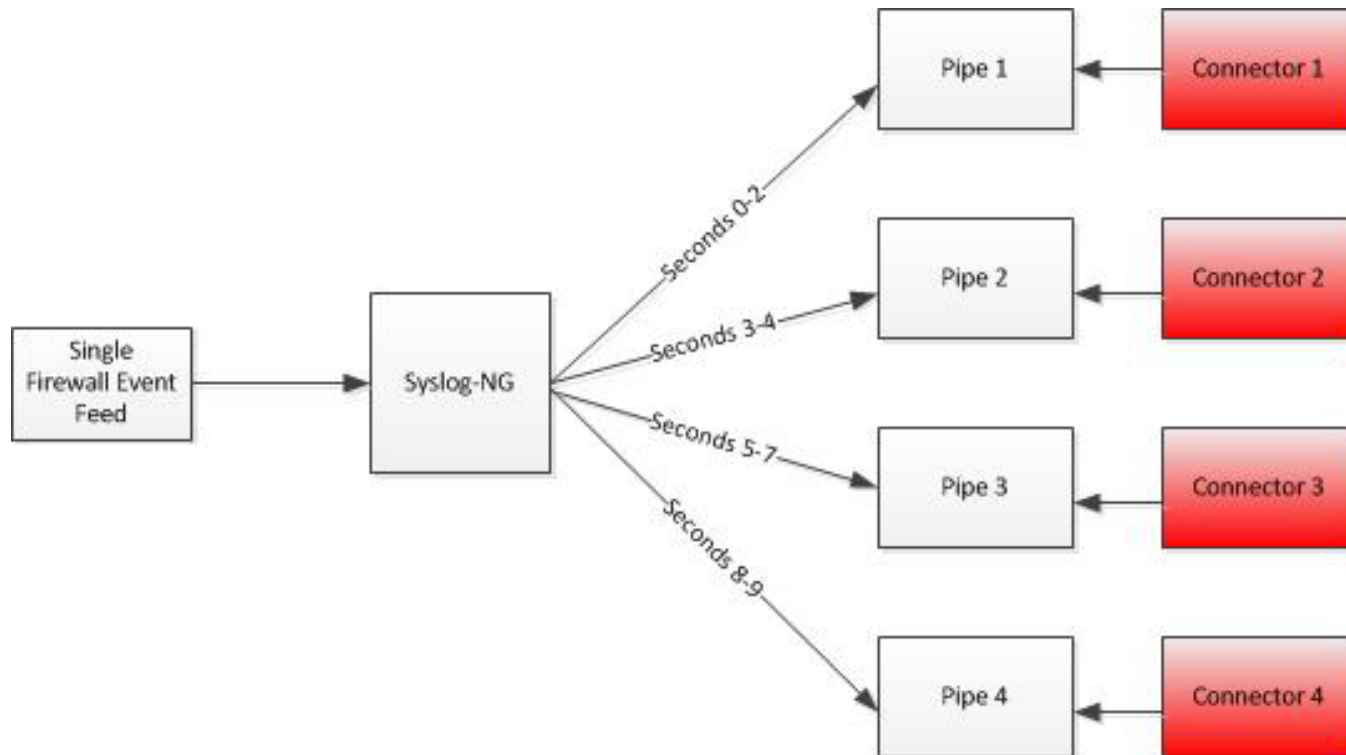 Single
Firewall Event
Feed
Syslog-NG
Seconds 0-2
Seconds 3-4
Seconds 5-7
Seconds 8-9
Pipe 1
Connector 1
Pipe 2
Connector 2
Pipe 3
Connector 3
Pipe 4
Connector 4